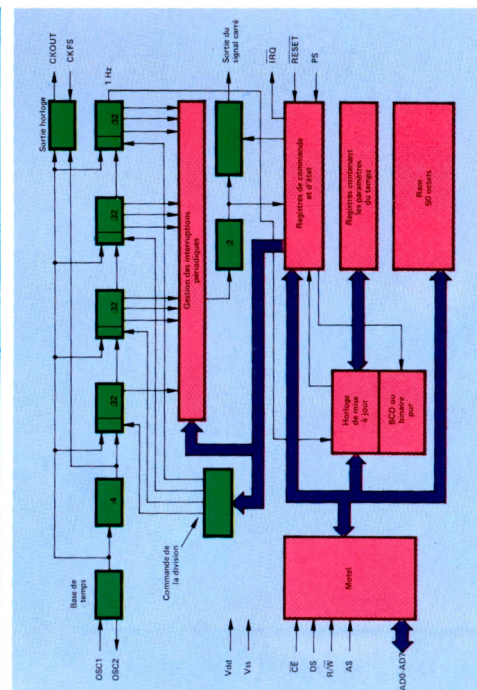 OSC1
OSC2
Base de
temps
:4
:32
:32
:32
:32
Sortie horloge
CKOUT
CKFS
1 Hz
Commande de
la division
Gestion des interruptions
périodiques
:2
Sortie du
signal carré
Vdd
Vss
CE
DS
R/W
AS
AD0-AD7
Motel
Horloge
de mise
à jour
BCD ou
binaire
pur
Registres de commande
et d'état
IRQ
RESET
PS
Registres contenant
les paramètres
du temps
Ram
50 octets